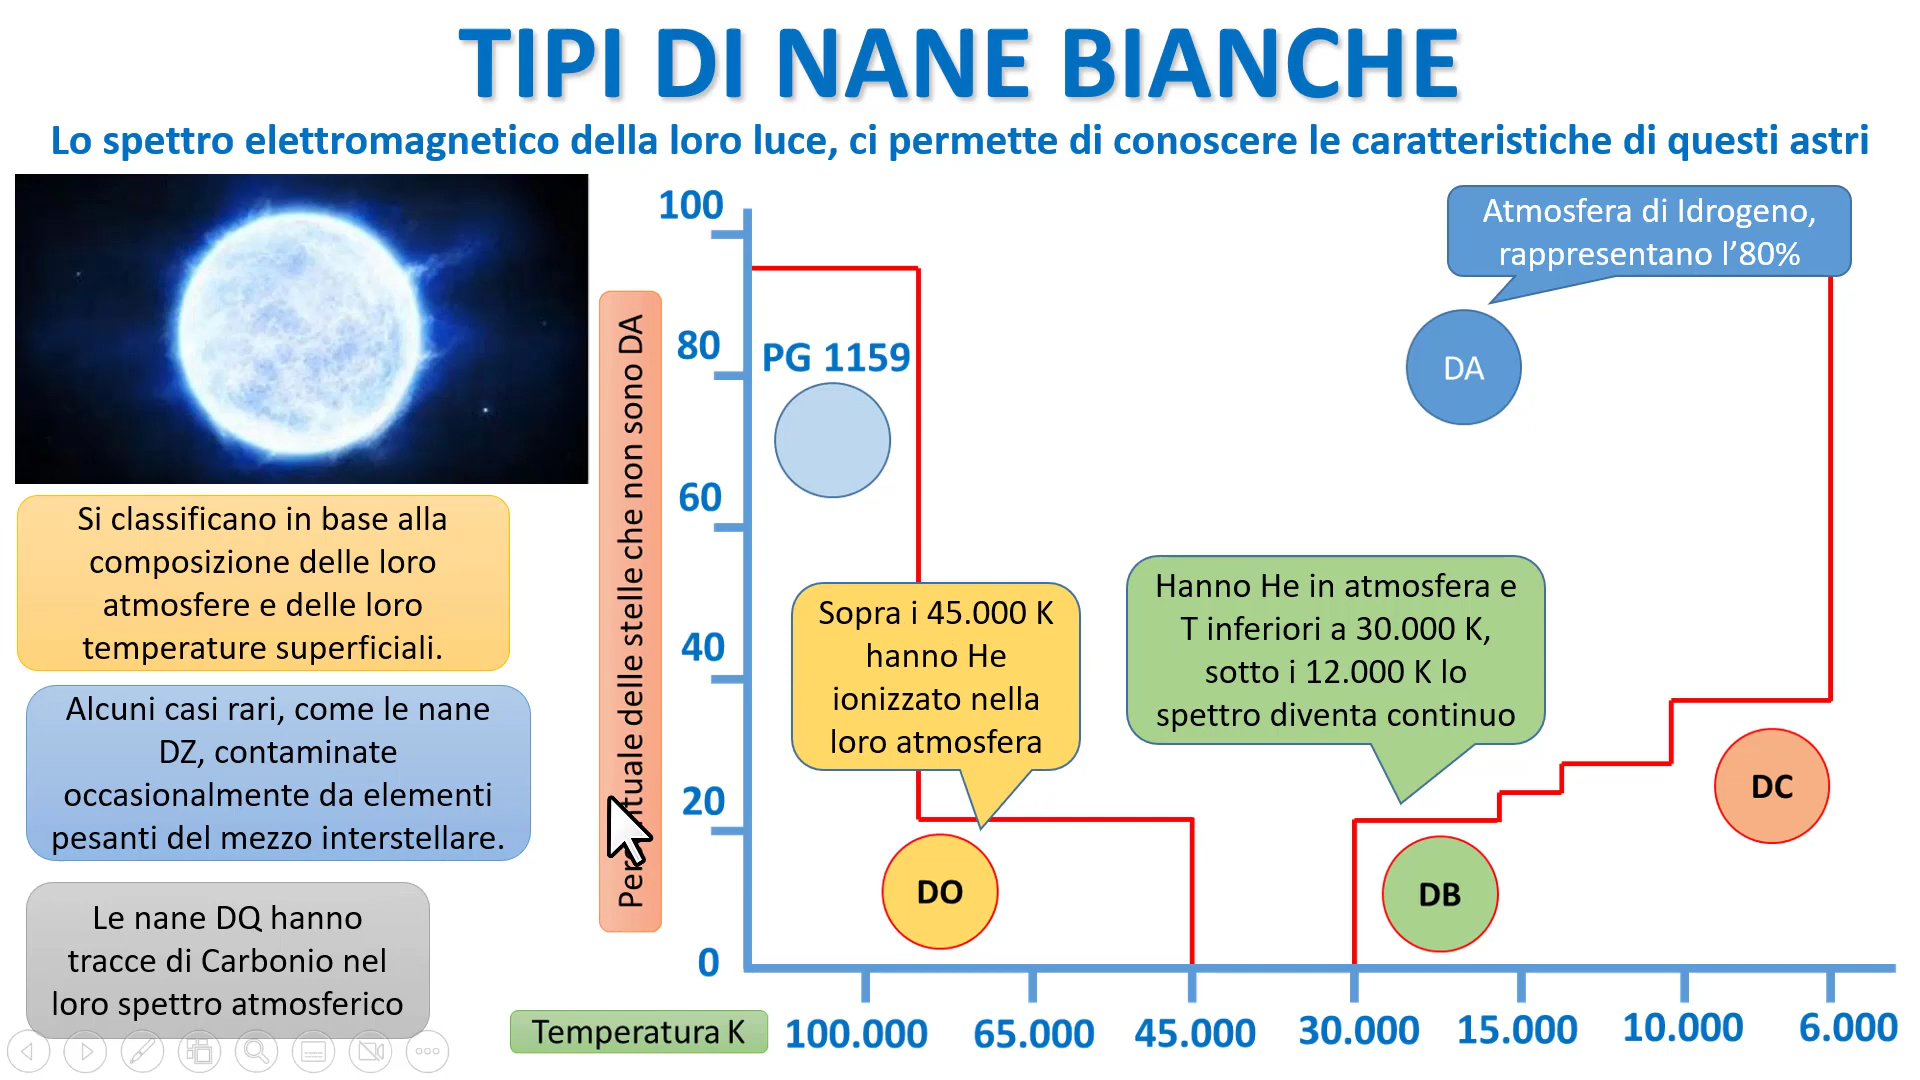 TIPI DI NANE BIANCHE
Lo spettro elettromagnetico della loro luce, ci permette di conoscere le caratteristiche di questi astri
Si classificano in base alla
composizione delle loro
atmosfere e delle loro
temperature superficiali.
Alcuni casi rari, come le nane
DZ, contaminate
occasionalmente da elementi
pesanti del mezzo interstellare.
Le nane DQ hanno
tracce di Carbonio nel
loro spettro atmosferico
delle stelle che non sono DA
100
80
60
40
20
0
PG 1159
Sopra i 45.000 K
hanno He
ionizzato nella
loro atmosfera
DO
Hanno He in atmosfera e
T inferiori a 30.000 K,
sotto i 12.000 K lo
spettro diventa continuo
DB
Atmosfera di Idrogeno,
rappresentano l'80%
DA
DC
Temperatura K
100.000
65.000
45.000
30.000
15.000
10.000
6.000